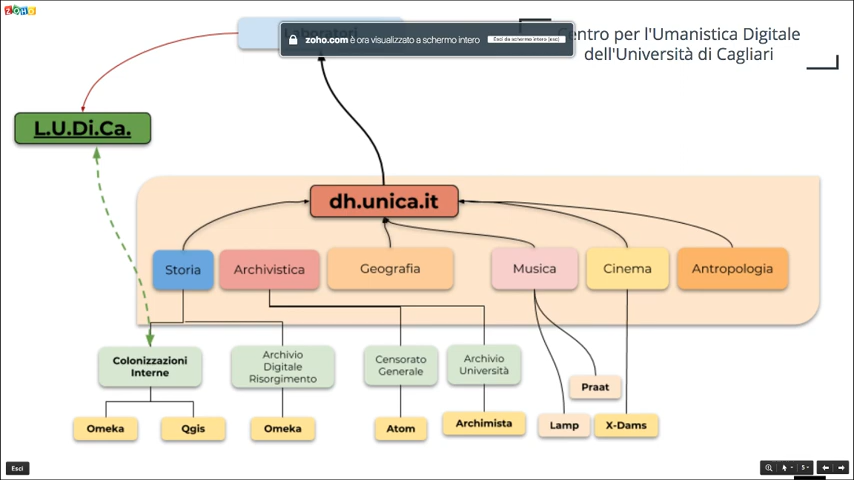 ZOHO
Laboratori
zoho.com è ora visualizzato a schermo intero
Esci da schermo intero (esc)
Centro per l'Umanistica Digitale
dell'Università di Cagliari
L.U.Di.Ca.
dh.unica.it
Storia
Archivistica
Geografia
Musica
Cinema
Antropologia
Colonizzazioni
Interne
Archivio
Digitale
Risorgimento
Censorato
Generale
Archivio
Università
Praat
Omeka
Qgis
Omeka
Atom
Archimista
Lamp
X-Dams
Esci
5